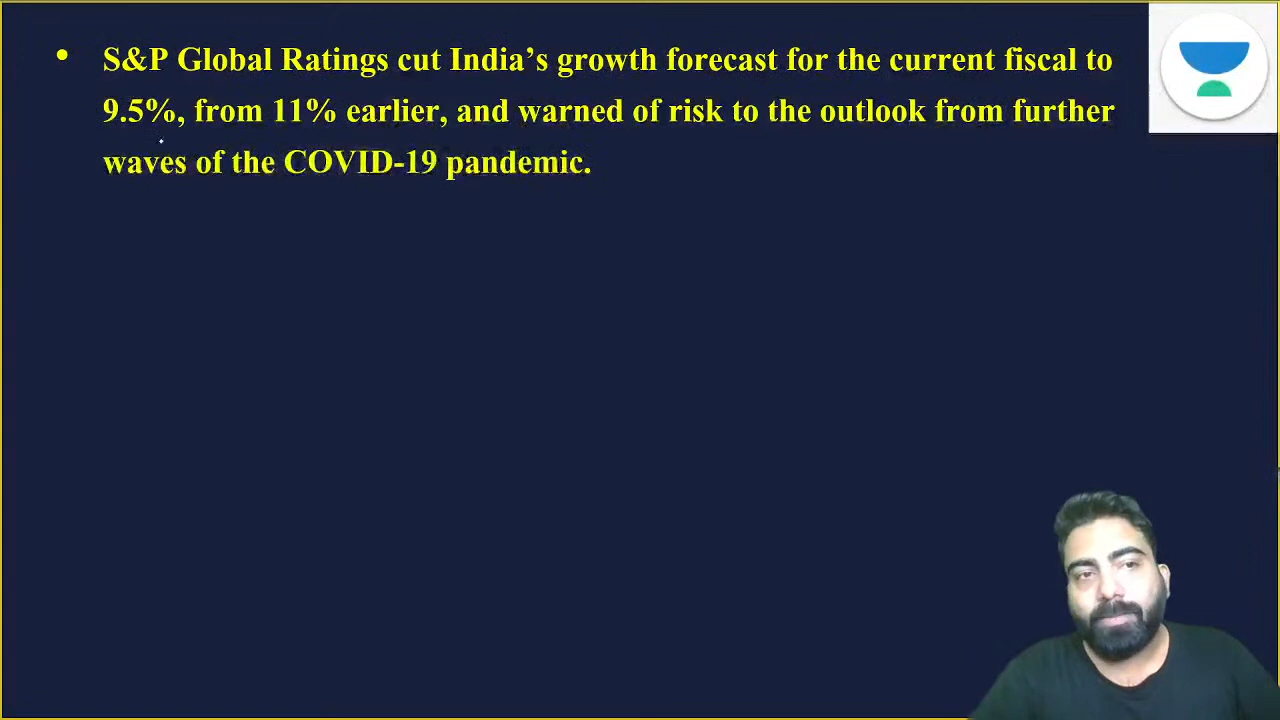 • S&P Global Ratings cut India’s growth forecast for the current fiscal to
9.5%, from 11% earlier, and warned of risk to the outlook from further
waves of the COVID-19 pandemic.